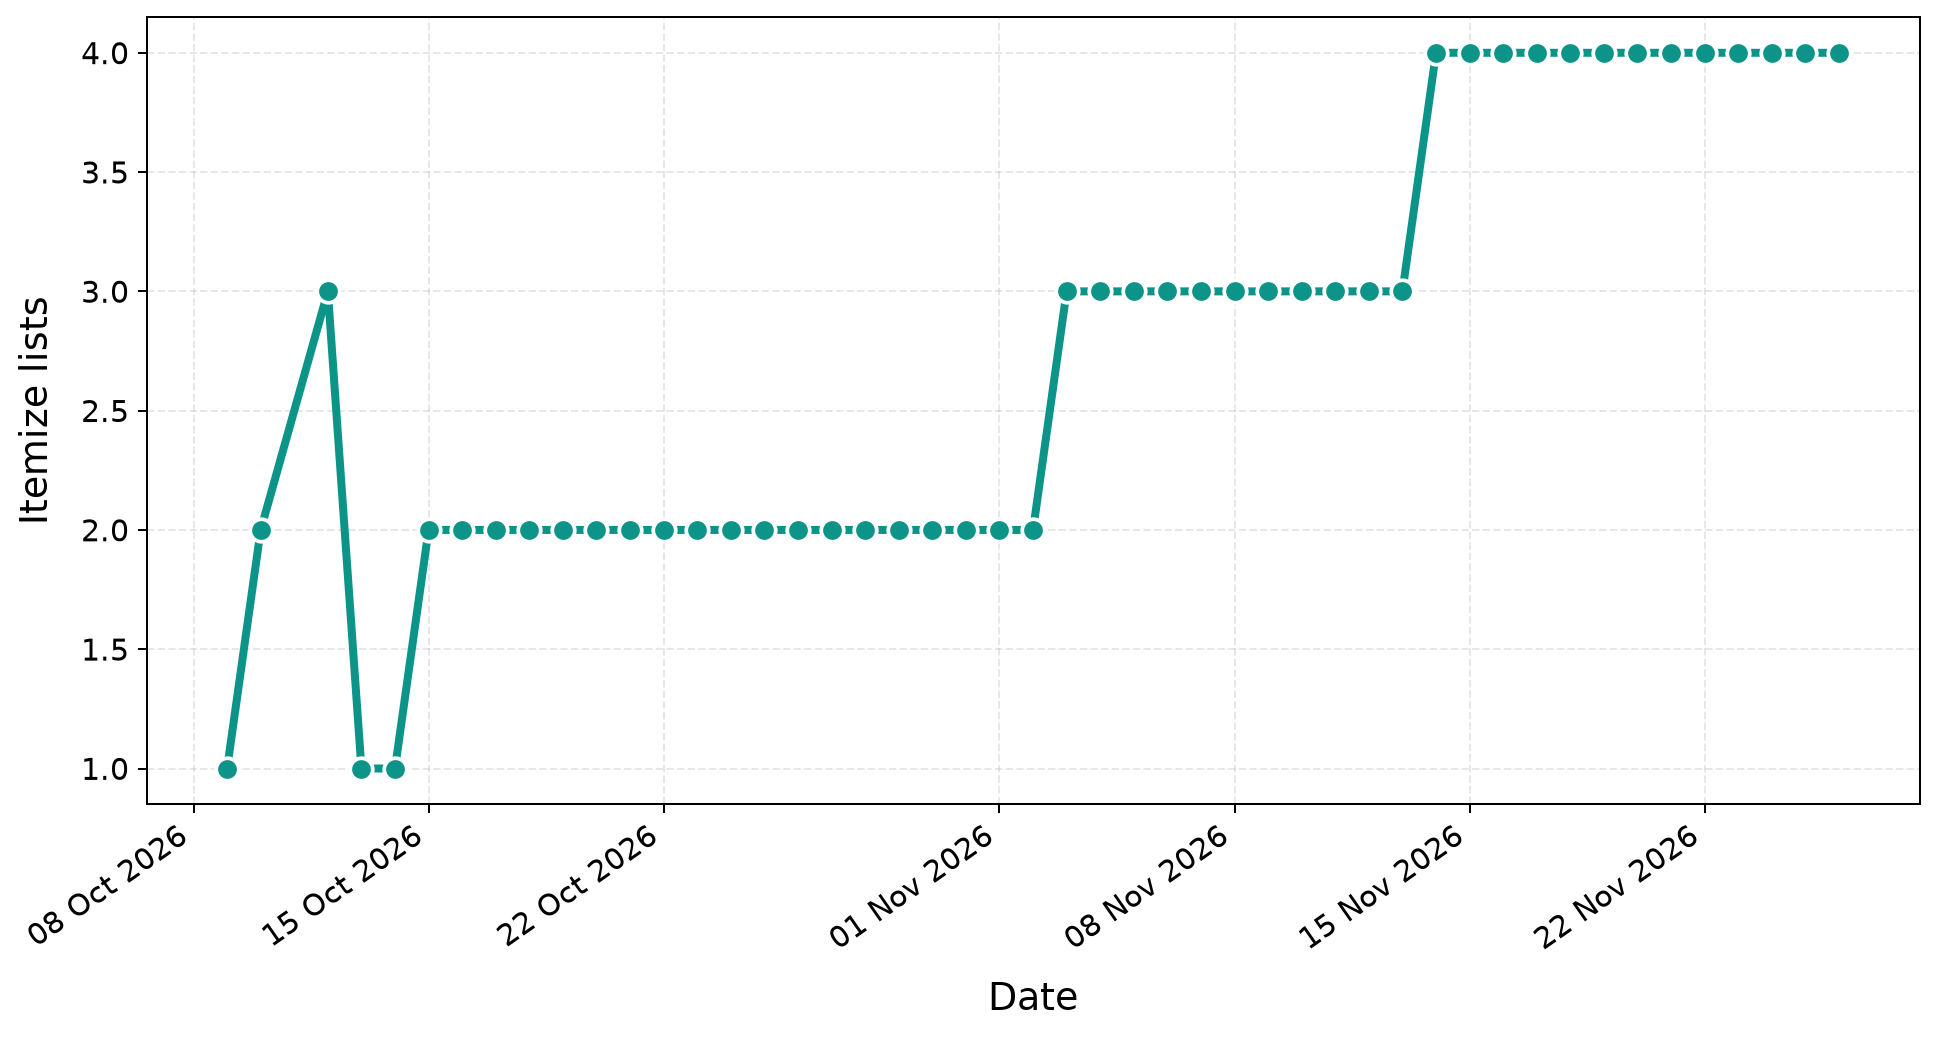 4.0
3.5
3.0
2.5
2.0
1.5
1.0
Itemize lists
08 Oct 2026
15 Oct 2026
22 Oct 2026
01 Nov 2026
08 Nov 2026
15 Nov 2026
22 Nov 2026
Date